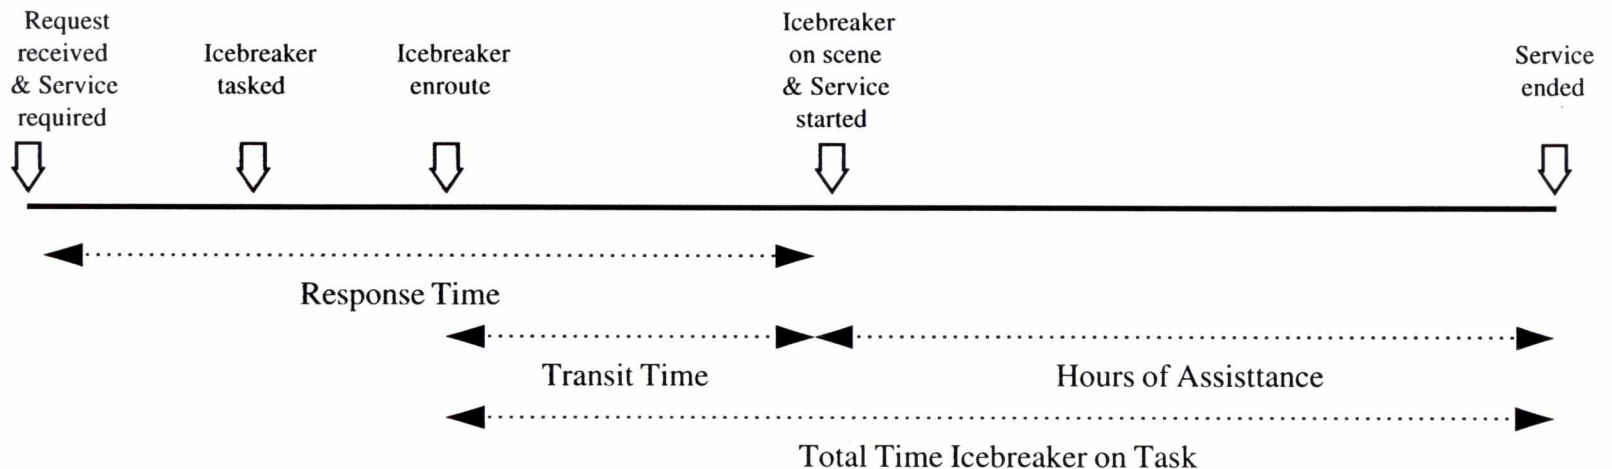 Request
received
& Service
required
Icebreaker
tasked
Icebreaker
enroute
Icebreaker
on scene
& Service
started
Service
ended
Response Time
Transit Time
Hours of Assisttance
Total Time Icebreaker on Task